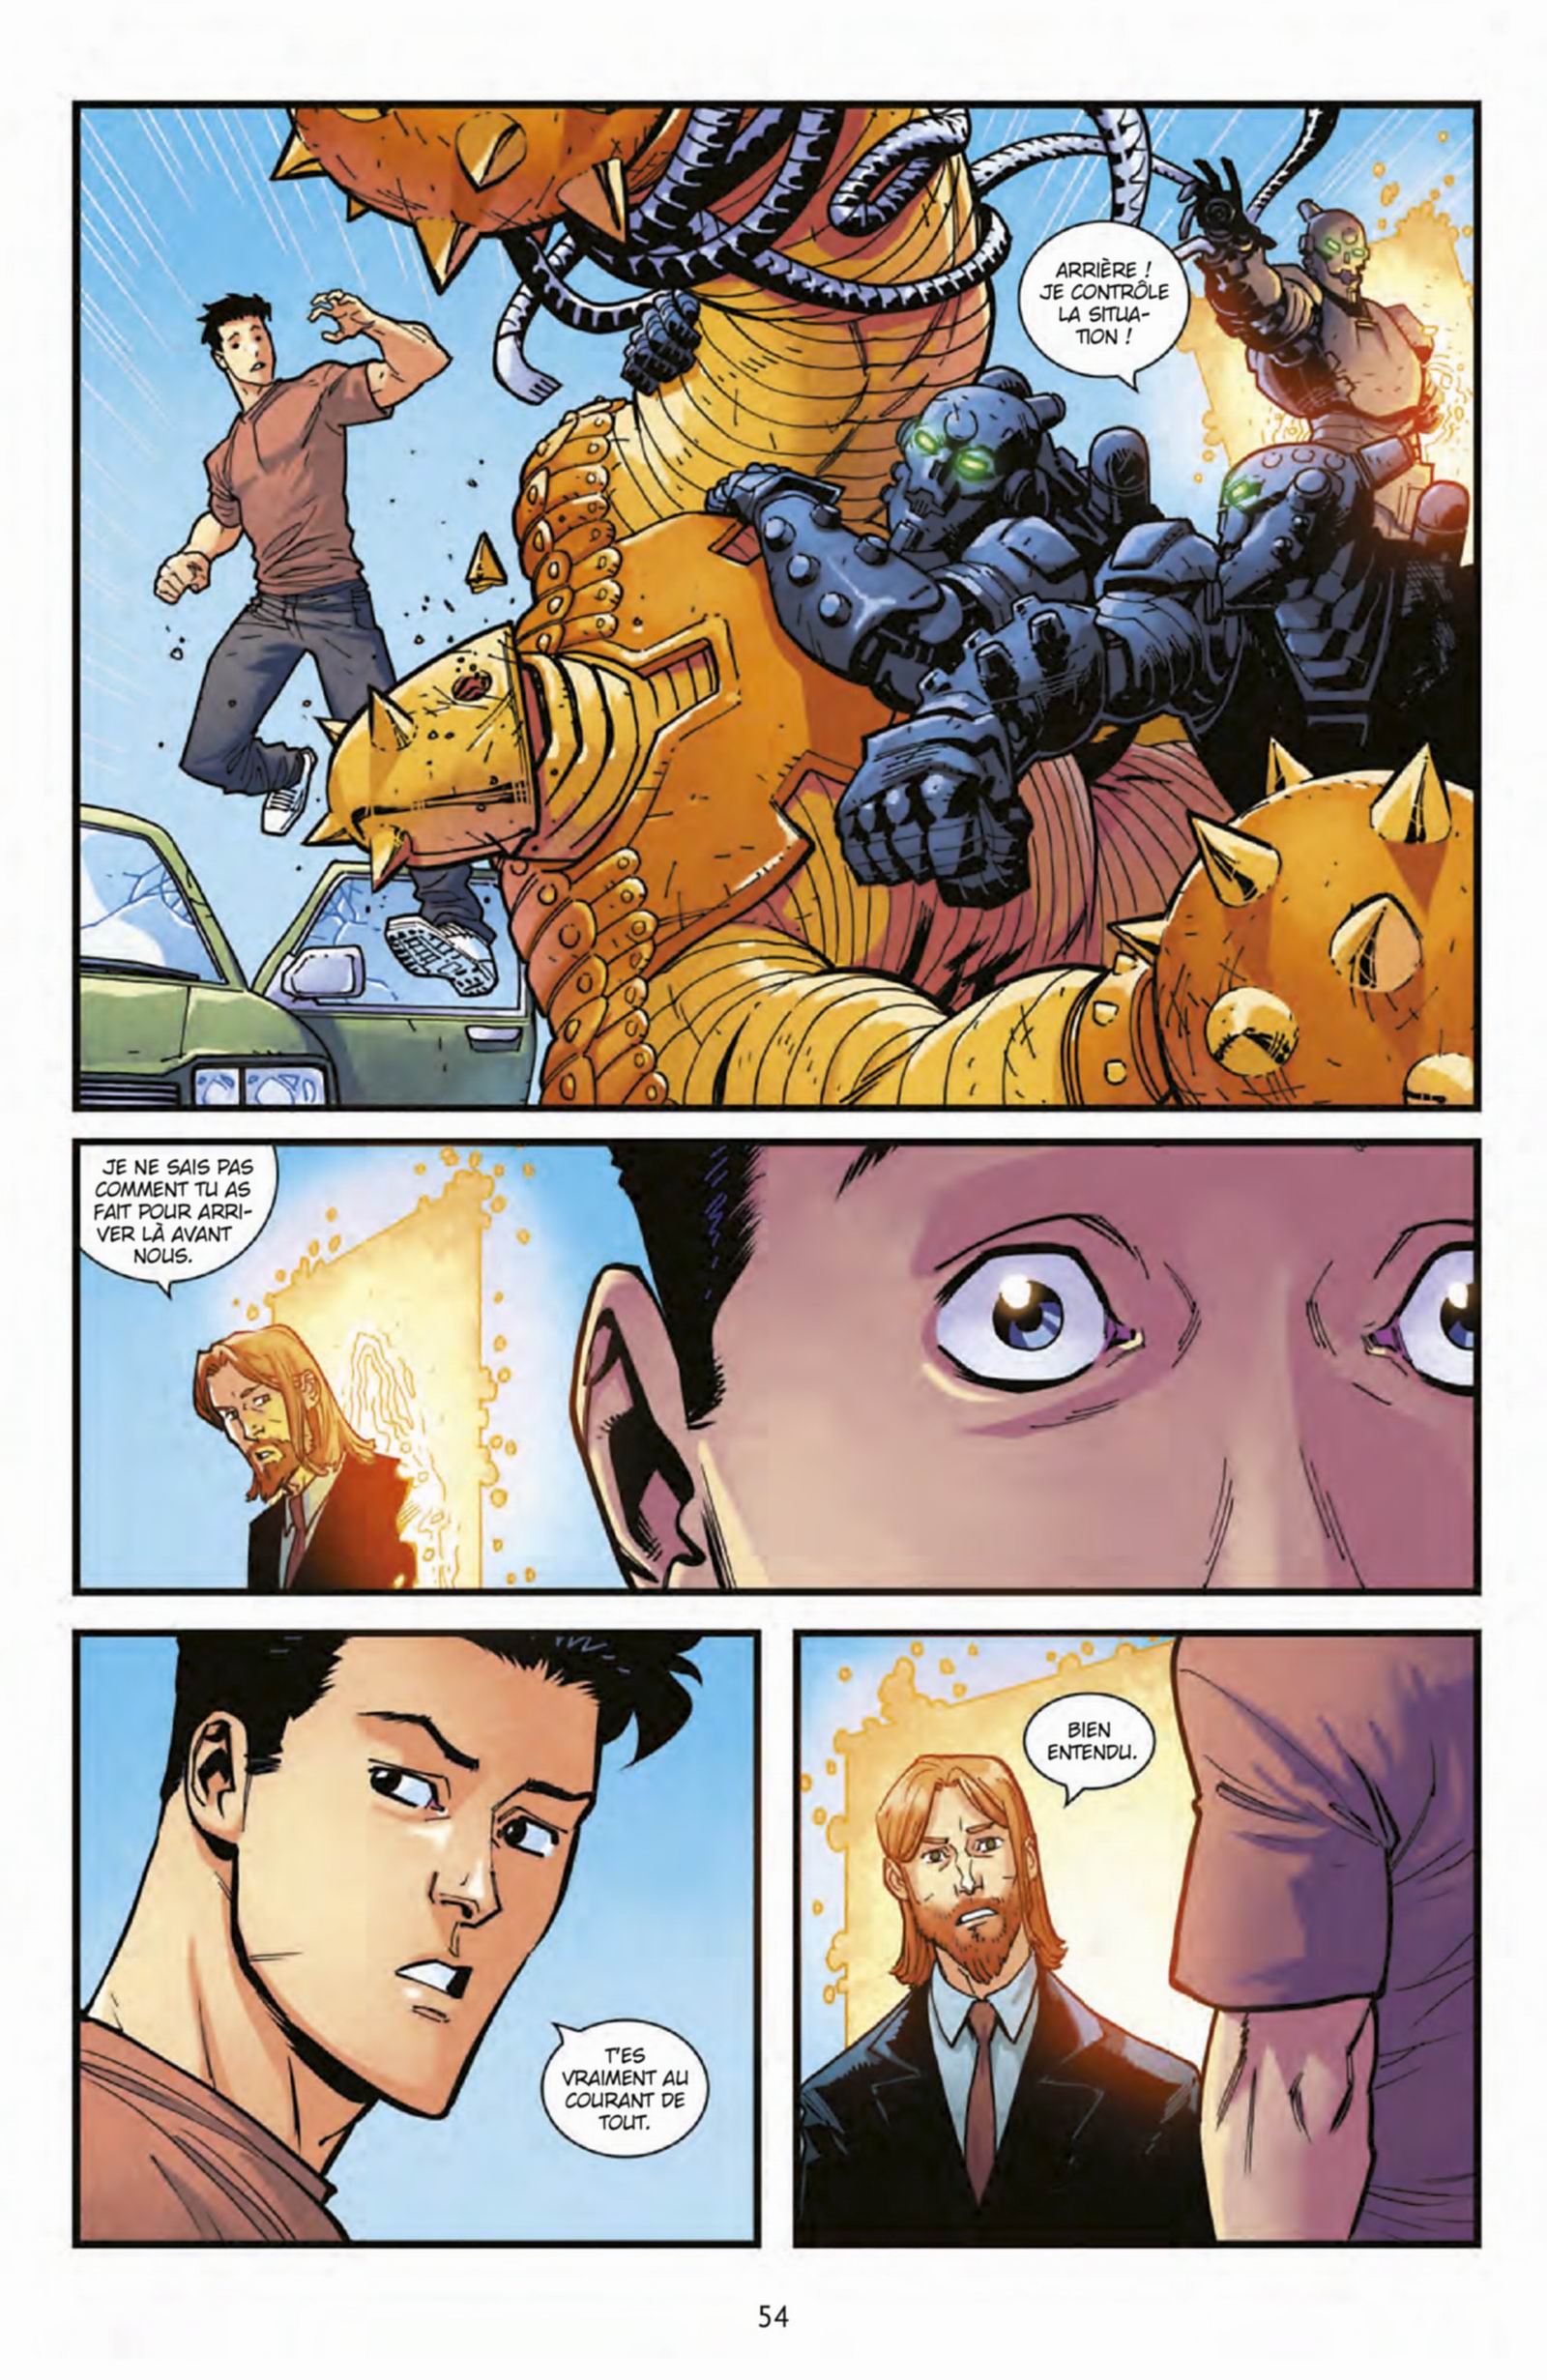 ARRIÈRE !
JE CONTRÔLE
LA SITUA-
TION !
JE NE SAIS PAS
COMMENT TU AS
FAIT POUR ARRI-
VER LÀ AVANT
NOUS.
T'ES
VRAIMENT AU
COURANT DE
TOUT.
BIEN
ENTENDU.
54